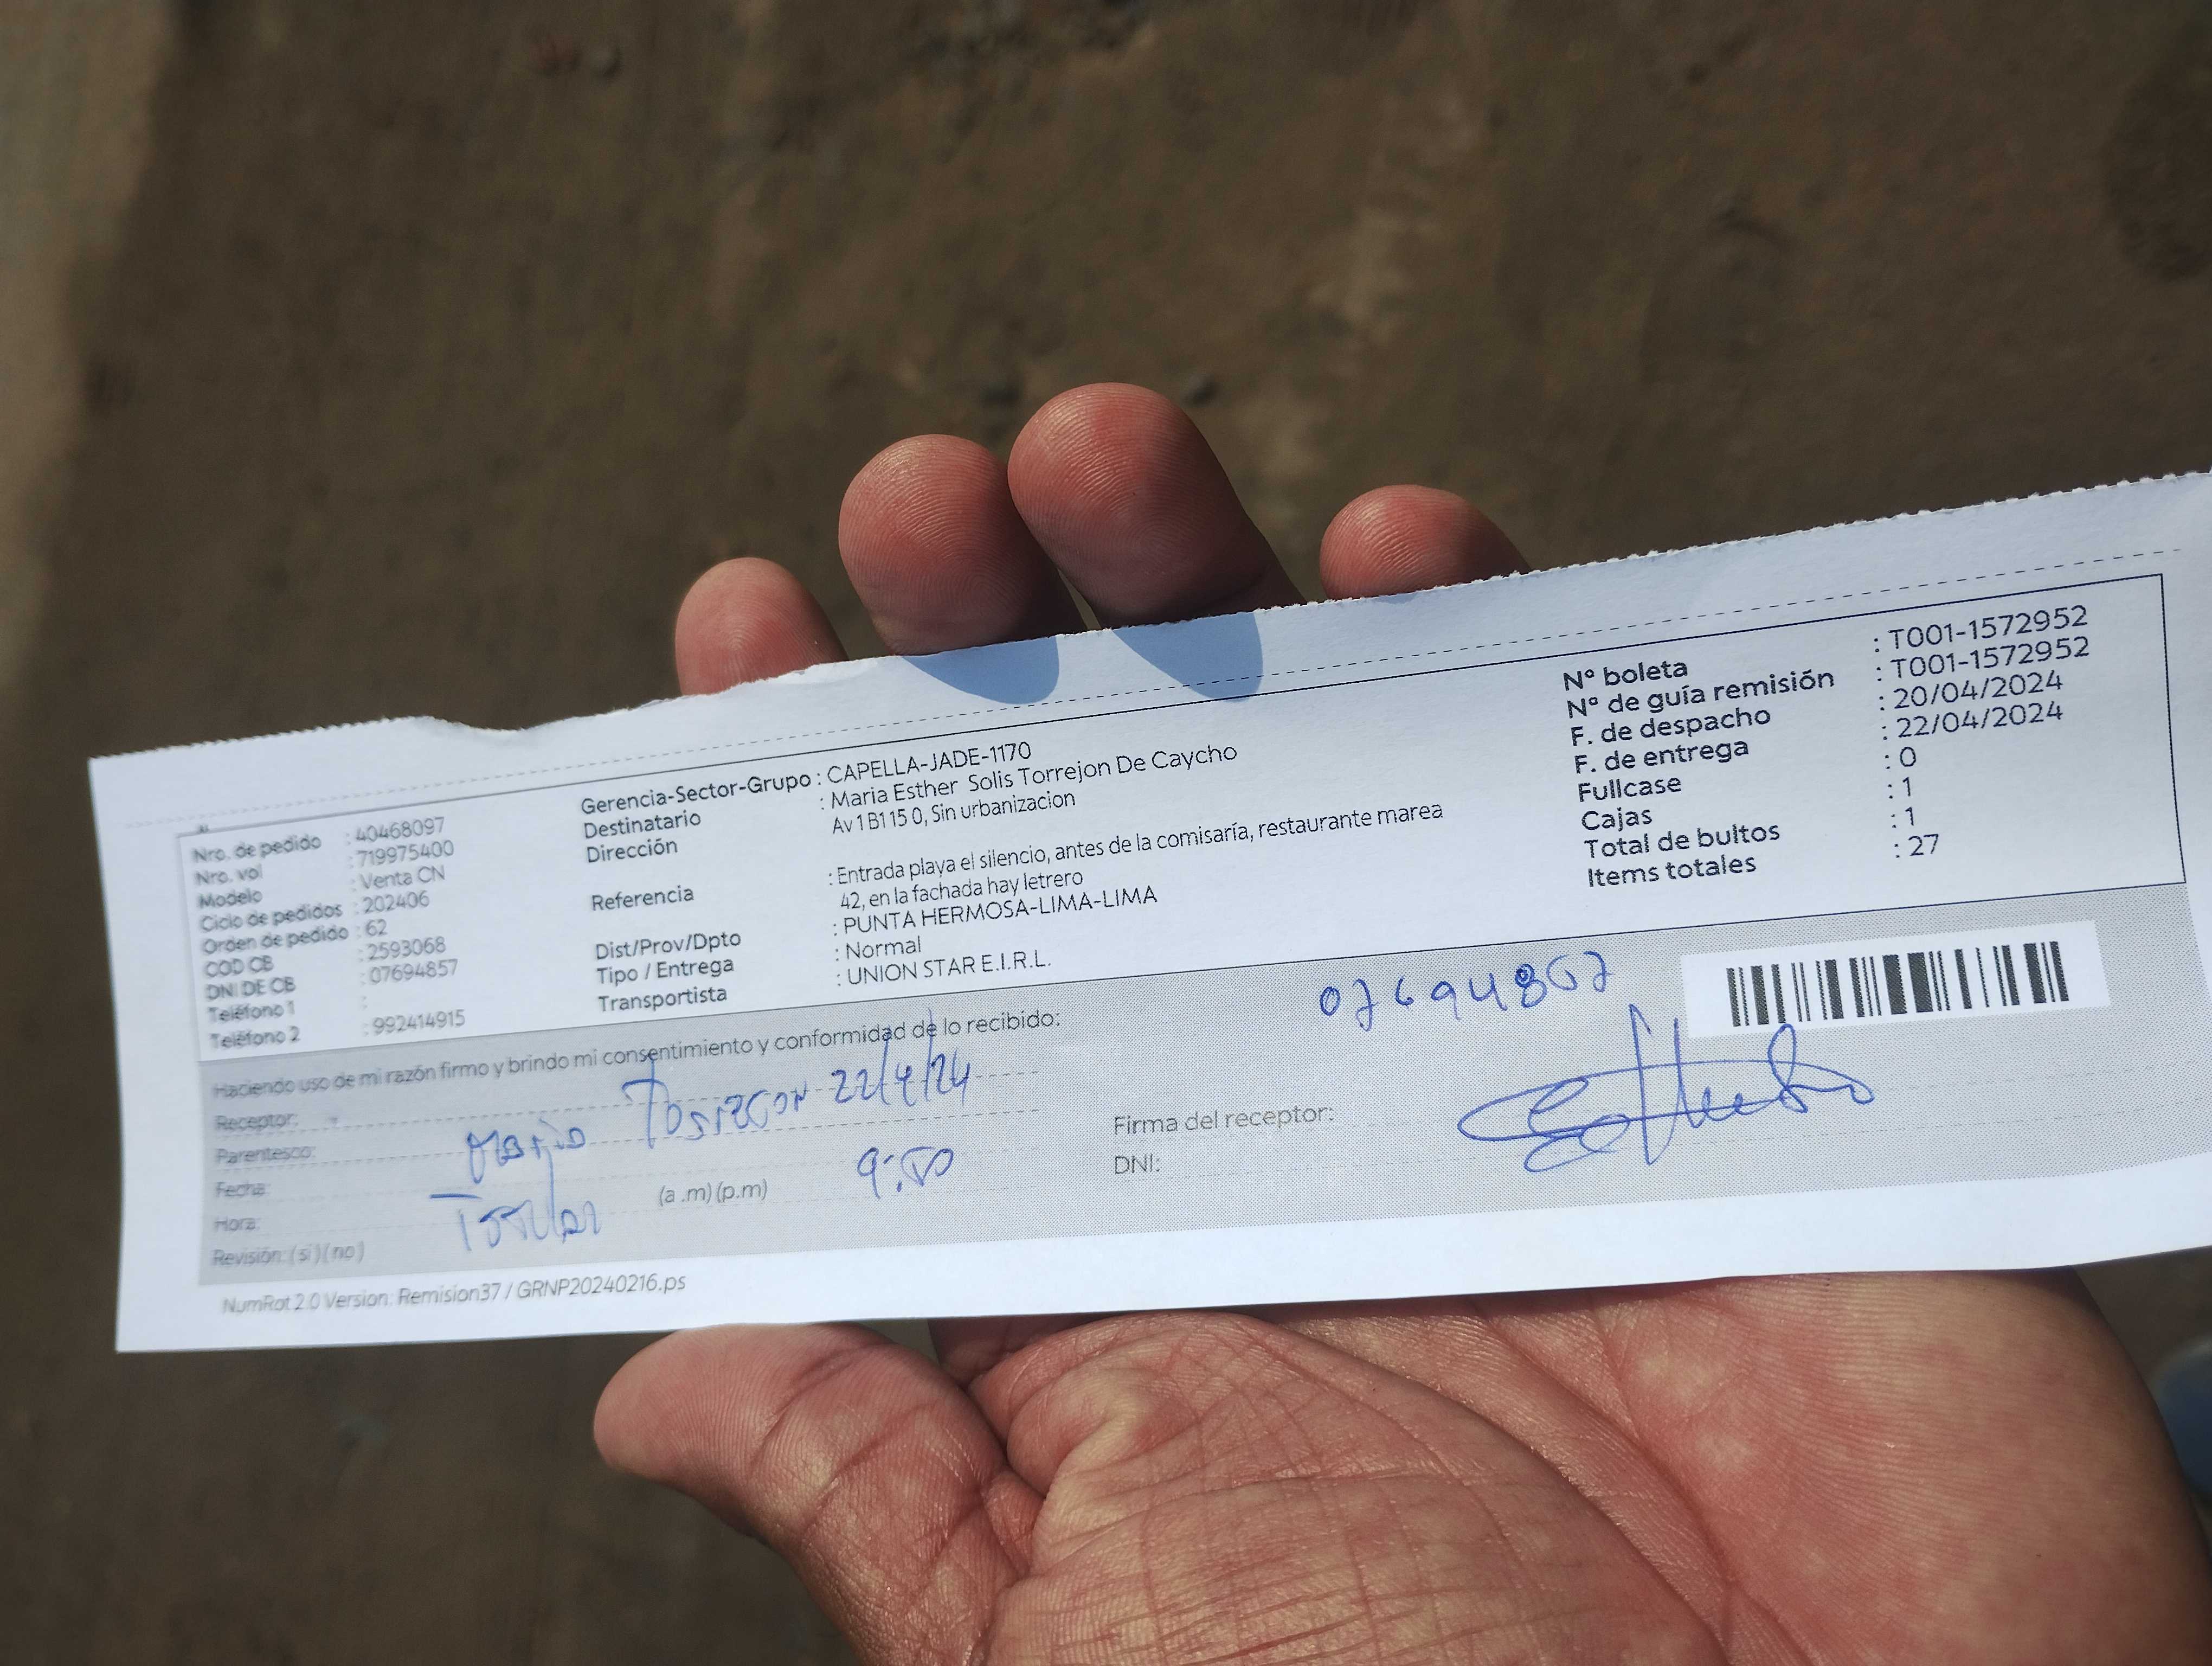 Nro. de pedido : 40468097
Nro. vol : 719975400
Modelo : Venta CN
Ciclo de pedidos : 202406
Orden de pedido : 62
COD CB : 2593068
DNI DE CB : 07694857
Teléfono 1 :
Teléfono 2 : 992414915
Gerencia-Sector-Grupo : CAPELLA-JADE-1170
Destinatario : Maria Esther Solis Torrejon De Caycho
Dirección Av 1 B1 15 0, Sin urbanizacion
Referencia : Entrada playa el silencio, antes de la comisaría, restaurante marea
42, en la fachada hay letrero
Dist/Prov/Dpto : PUNTA HERMOSA-LIMA-LIMA
Tipo / Entrega : Normal
Transportista : UNION STAR E.I.R.L.
Nº boleta : T001-1572952
Nº de guía remisión : T001-1572952
F. de despacho : 20/04/2024
F. de entrega : 22/04/2024
Fullcase : 0
Cajas : 1
Total de bultos : 1
Items totales : 27
Haciendo uso de mi razón firmo y brindo mi consentimiento y conformidad de lo recibido:
Receptor:
Parentesco: Maria 22/4/24
Fecha:
Hora: (a .m) (p.m) 9:50
Revisión: (si) (no)
Firma del receptor:
DNI:
NumRot 2.0 Version: Remision37 / GRNP20240216.ps